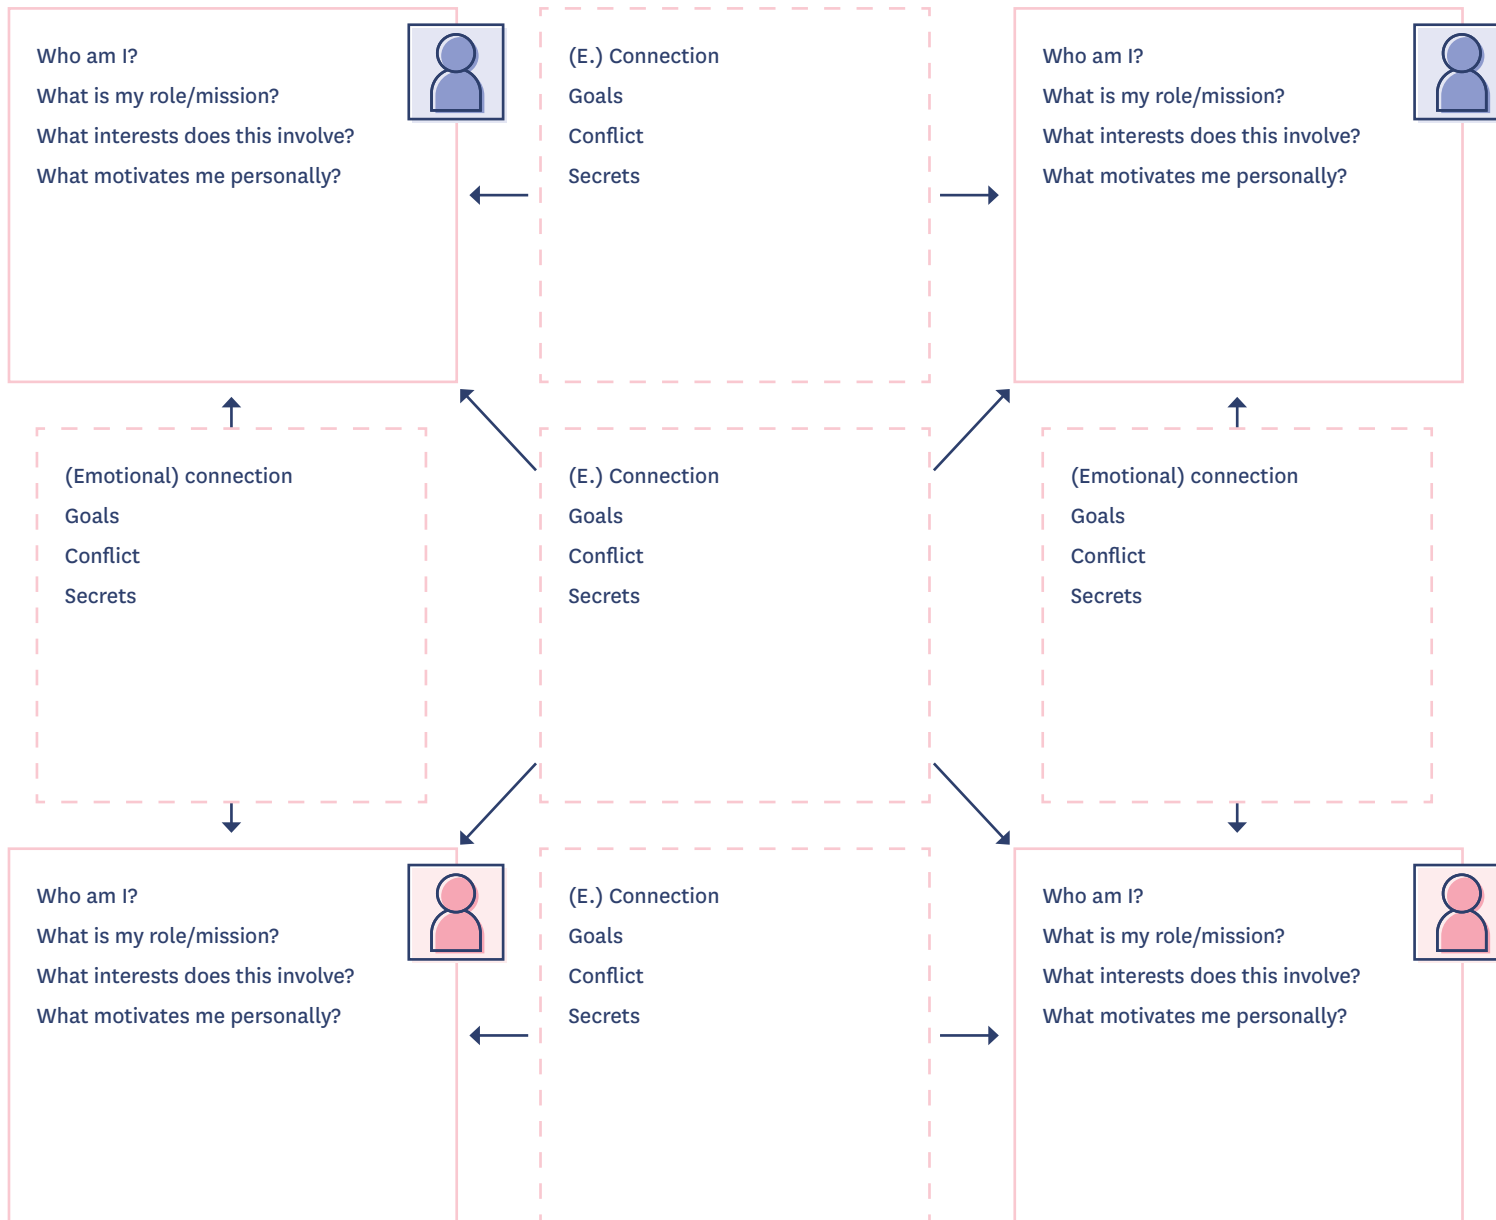 Who am I?
What is my role/mission?
What interests does this involve?
What motivates me personally?
(E.) Connection
Goals
Conflict
Secrets
Who am I?
What is my role/mission?
What interests does this involve?
What motivates me personally?
(Emotional) connection
Goals
Conflict
Secrets
(E.) Connection
Goals
Conflict
Secrets
(Emotional) connection
Goals
Conflict
Secrets
Who am I?
What is my role/mission?
What interests does this involve?
What motivates me personally?
(E.) Connection
Goals
Conflict
Secrets
Who am I?
What is my role/mission?
What interests does this involve?
What motivates me personally?